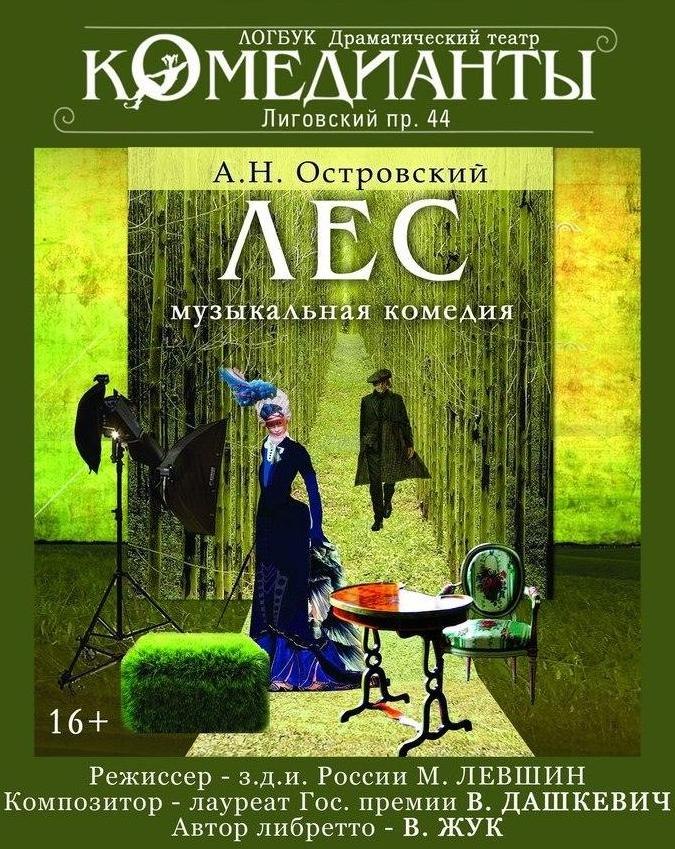 ЛОГБУК Драматический театр
КОМЕДИАНТЫ
Лиговский пр. 44
А.Н. Островский
ЛЕС
музыкальная комедия
16+
Режиссер - з.д.и. России М. ЛЕВШИН
Композитор - лауреат Гос. премии В. ДАШКЕВИЧ
Автор либретто - В. ЖУК